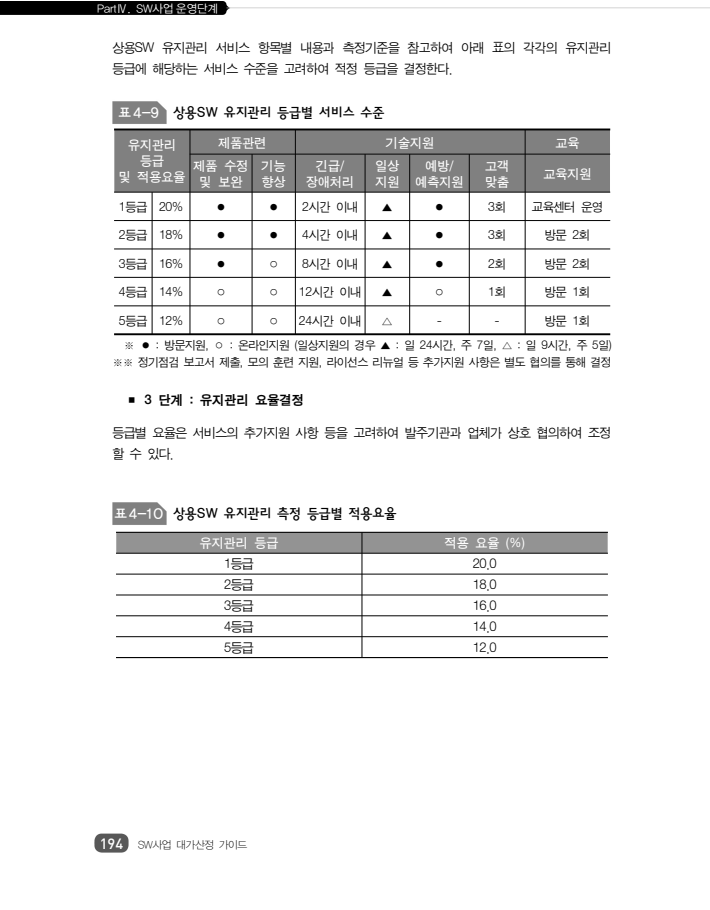 PartⅣ. SW사업 운영단계
상용SW 유지관리 서비스 항목별 내용과 측정기준을 참고하여 아래 표의 각각의 유지관리
등급에 해당하는 서비스 수준을 고려하여 적정 등급을 결정한다.
표 4-9 상용SW 유지관리 등급별 서비스 수준
유지관리 등급 및 적용요율 제품관련 기술지원 교육
제품 수정 및 보완 기능 향상 긴급/장애처리 일상 지원 예방/예측지원 고객 맞춤 교육지원
1등급 20% ● ● 2시간 이내 ▲ ● 3회 교육센터 운영
2등급 18% ● ● 4시간 이내 ▲ ● 3회 방문 2회
3등급 16% ● ○ 8시간 이내 ▲ ● 2회 방문 2회
4등급 14% ○ ○ 12시간 이내 ▲ ○ 1회 방문 1회
5등급 12% ○ ○ 24시간 이내 △ - - 방문 1회
※ ● : 방문지원, ○ : 온라인지원 (일상지원의 경우 ▲ : 일 24시간, 주 7일, △ : 일 9시간, 주 5일)
※※ 정기점검 보고서 제출, 모의 훈련 지원, 라이선스 리뉴얼 등 추가지원 사항은 별도 협의를 통해 결정
■ 3 단계 : 유지관리 요율결정
등급별 요율은 서비스의 추가지원 사항 등을 고려하여 발주기관과 업체가 상호 협의하여 조정
할 수 있다.
표 4-10 상용SW 유지관리 측정 등급별 적용요율
유지관리 등급 적용 요율 (%)
1등급 20.0
2등급 18.0
3등급 16.0
4등급 14.0
5등급 12.0
194 SW사업 대가산정 가이드